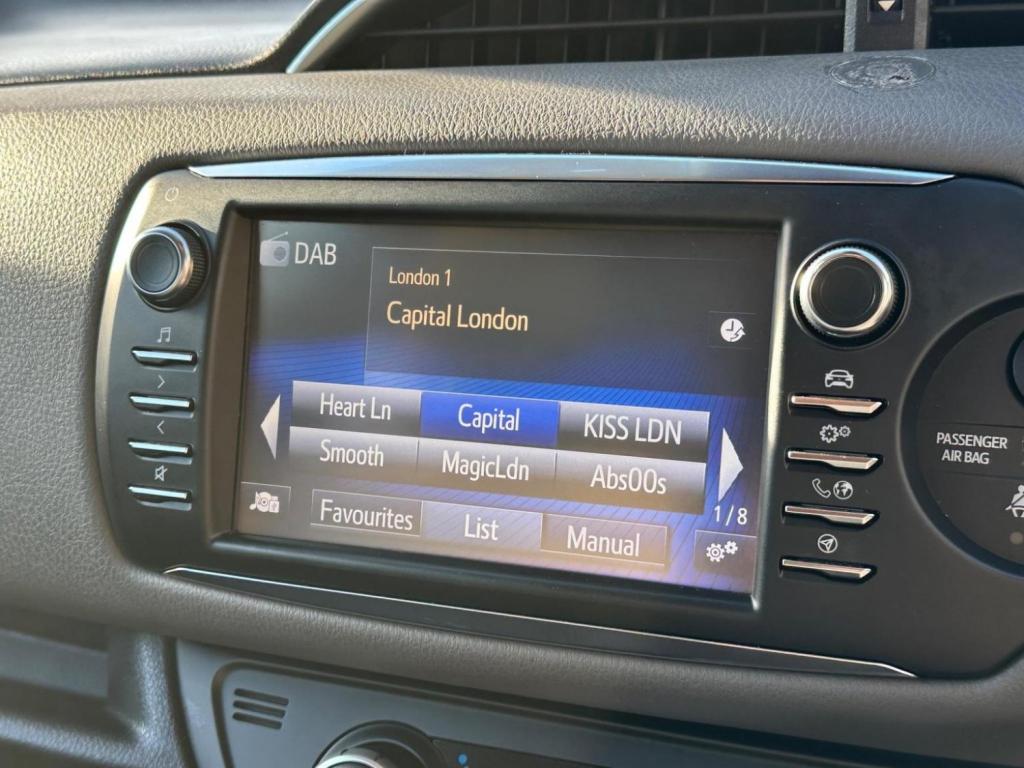 DAB
London 1
Capital London
Heart Ln Capital KISS LDN
Smooth MagicLdn Abs00s
1/8
Favourites List Manual
PASSENGER
AIR BAG